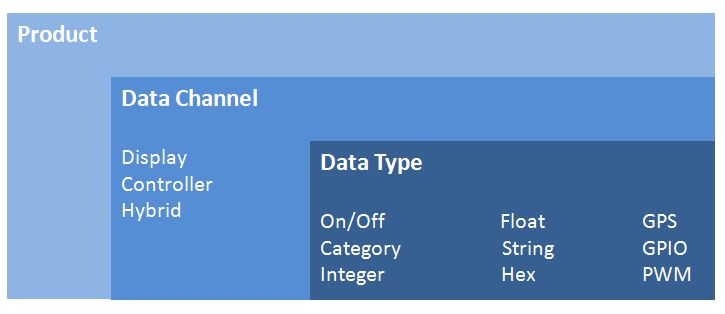 Product
Data Channel
Display
Controller
Hybrid
Data Type
On/Off Float GPS
Category String GPIO
Integer Hex PWM